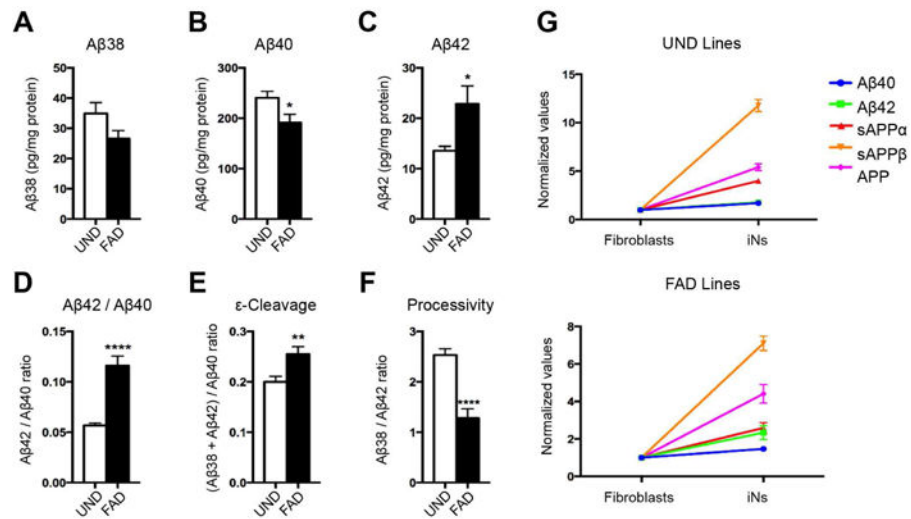 A
Aβ38
Aβ38 (pg/mg protein)
50
40
30
20
10
0
UND
FAD
B
Aβ40
Aβ40 (pg/mg protein)
300
200
100
0
*
UND
FAD
C
Aβ42
Aβ42 (pg/mg protein)
30
20
10
0
*
UND
FAD
D
Aβ42 / Aβ40
Aβ42 / Aβ40 ratio
0.15
0.10
0.05
0.00
****
UND
FAD
E
ε-Cleavage
(Aβ38 + Aβ42) / Aβ40 ratio
0.3
0.2
0.1
0.0
**
UND
FAD
F
Processivity
Aβ38 / Aβ42 ratio
3
2
1
0
****
UND
FAD
G
UND Lines
Normalized values
15
10
5
0
Fibroblasts
iNs
Aβ40
Aβ42
sAPPα
sAPPβ
APP
FAD Lines
Normalized values
8
6
4
2
0
Fibroblasts
iNs